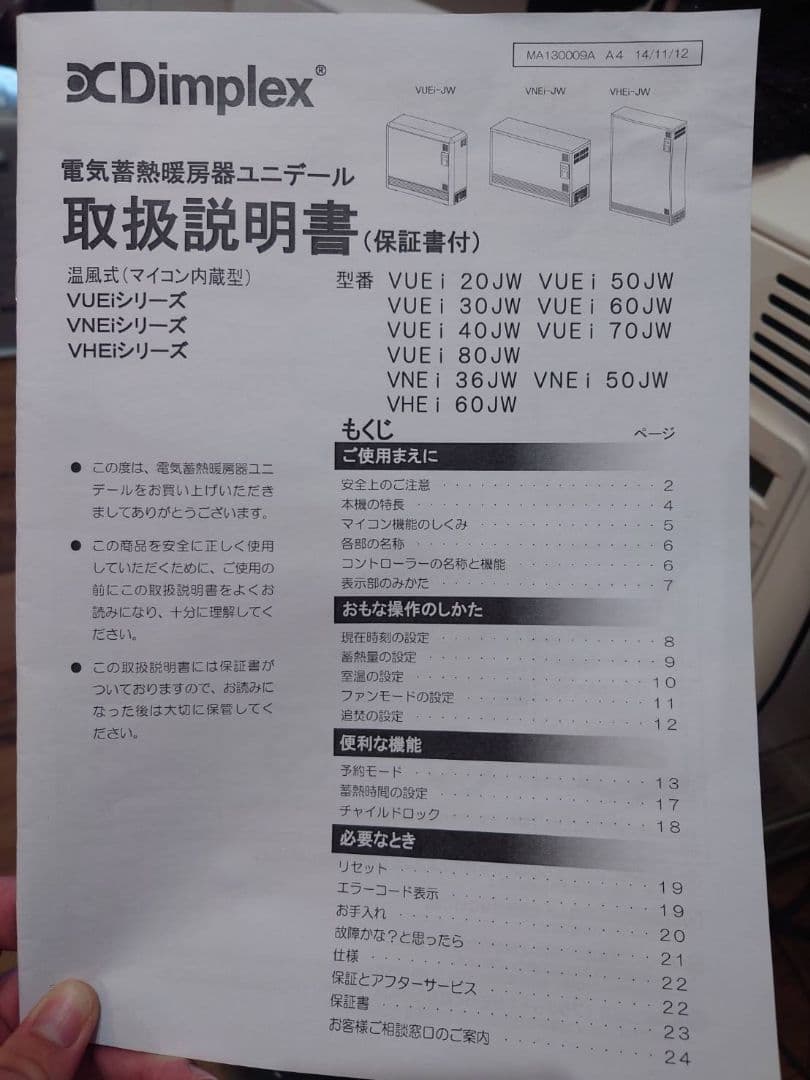 MA130009A A4 14/11/12
Dimplex®
VUEi-JW VNEi-JW VHEi-JW
電気蓄熱暖房器ユニデール
取扱説明書(保証書付)
温風式(マイコン内蔵型)
VUEiシリーズ
VNEiシリーズ
VHEiシリーズ
型番 VUEi 20JW VUEi 50JW
VUEi 30JW VUEi 60JW
VUEi 40JW VUEi 70JW
VUEi 80JW
VNEi 36JW VNEi 50JW
VHEi 60JW
● この度は、電気蓄熱暖房器ユニ
デールをお買い上げいただき
ましてありがとうございます。
● この商品を安全に正しく使用
していただくために、ご使用の
前にこの取扱説明書をよくお
読みになり、十分に理解してく
ださい。
● この取扱説明書には保証書が
ついておりますので、お読みに
なった後は大切に保管してく
ださい。
もくじ ページ
ご使用まえに
安全上のご注意 2
本機の特長 4
マイコン機能のしくみ 5
各部の名称 6
コントローラーの名称と機能 6
表示部のみかた 7
おもな操作のしかた
現在時刻の設定 8
蓄熱量の設定 9
室温の設定 10
ファンモードの設定 11
追焚の設定 12
便利な機能
予約モード 13
蓄熱時間の設定 17
チャイルドロック 18
必要なとき
リセット 19
エラーコード表示 19
お手入れ 20
故障かな?と思ったら 21
仕様 22
保証とアフターサービス 22
保証書 23
お客様ご相談窓口のご案内 24